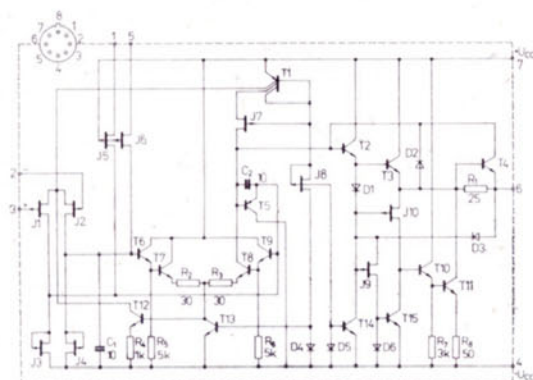 8
7 1
6 2
5 3
4
1 5
+Ucc
7
T1
J7
J5 J6
J8
T2
T3
D2
T4
R1
25
6
D1
J10
D3
C2
10
T5
2 -
3 +
J1 J2
T6
T7
T8
T9
R2
30
R3
30
J9
T10
T11
T12
T13
T14
T15
J3
J4
C1
10
R4
1k
R5
5k
R6
5k
D4
D5
D6
R7
3k
R8
50
4
-Ucc